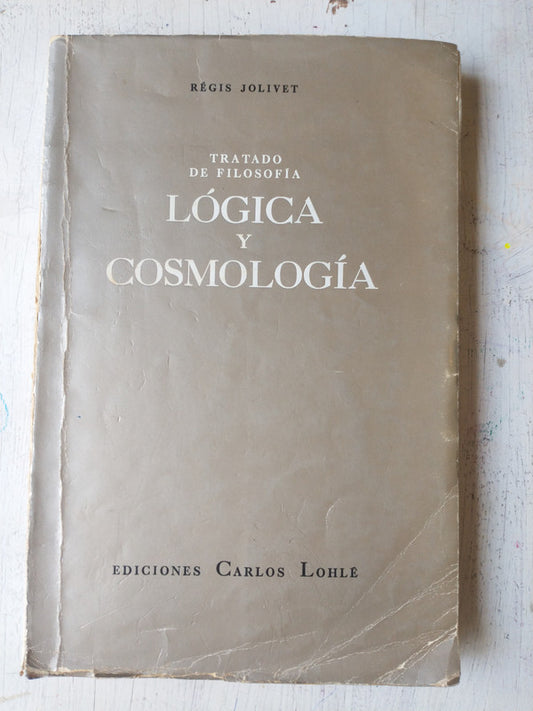 RÉGIS JOLIVET
TRATADO
DE FILOSOFÍA
LÓGICA
Y
COSMOLOGÍA
EDICIONES CARLOS LOHLÉ